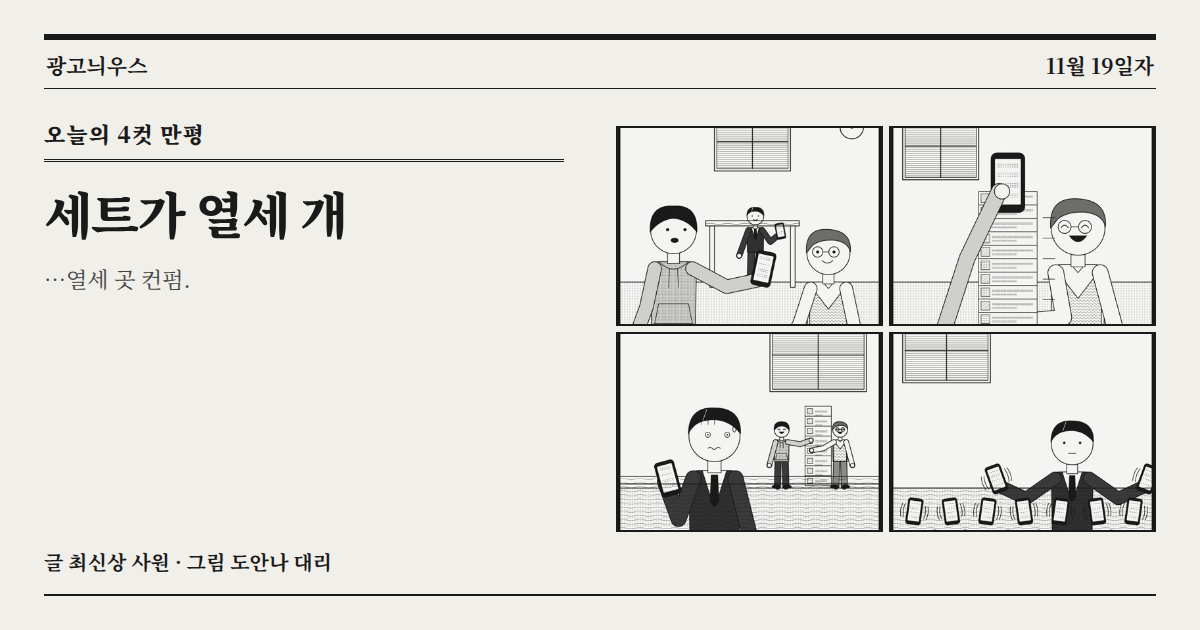 광고늬우스
11월 19일자
오늘의 4컷 만평
세트가 열세 개
…열세 곳 컨펌.
글 최신상 사원 · 그림 도안나 대리